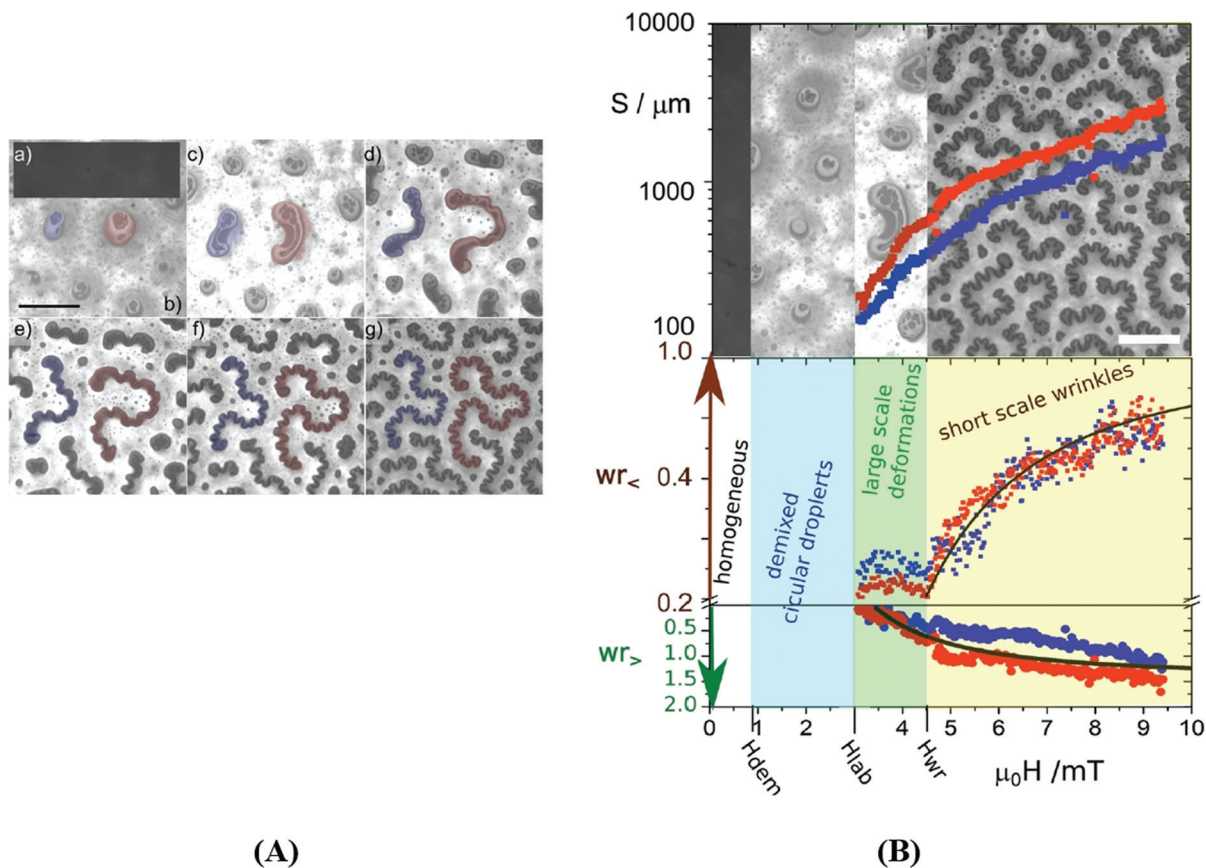 a)
b)
c)
d)
e)
f)
g)
(A)
10000
S / μm
1000
100
1.0
wr<
0.4
0.2
homogeneous
demixed
cicular droplerts
large scale
deformations
short scale wrinkles
wr>
0.5
1.0
1.5
2.0
0 1 2 3 4 5 6 7 8 9 10
Hdem
Hlab
Hwr
μ0H /mT
(B)